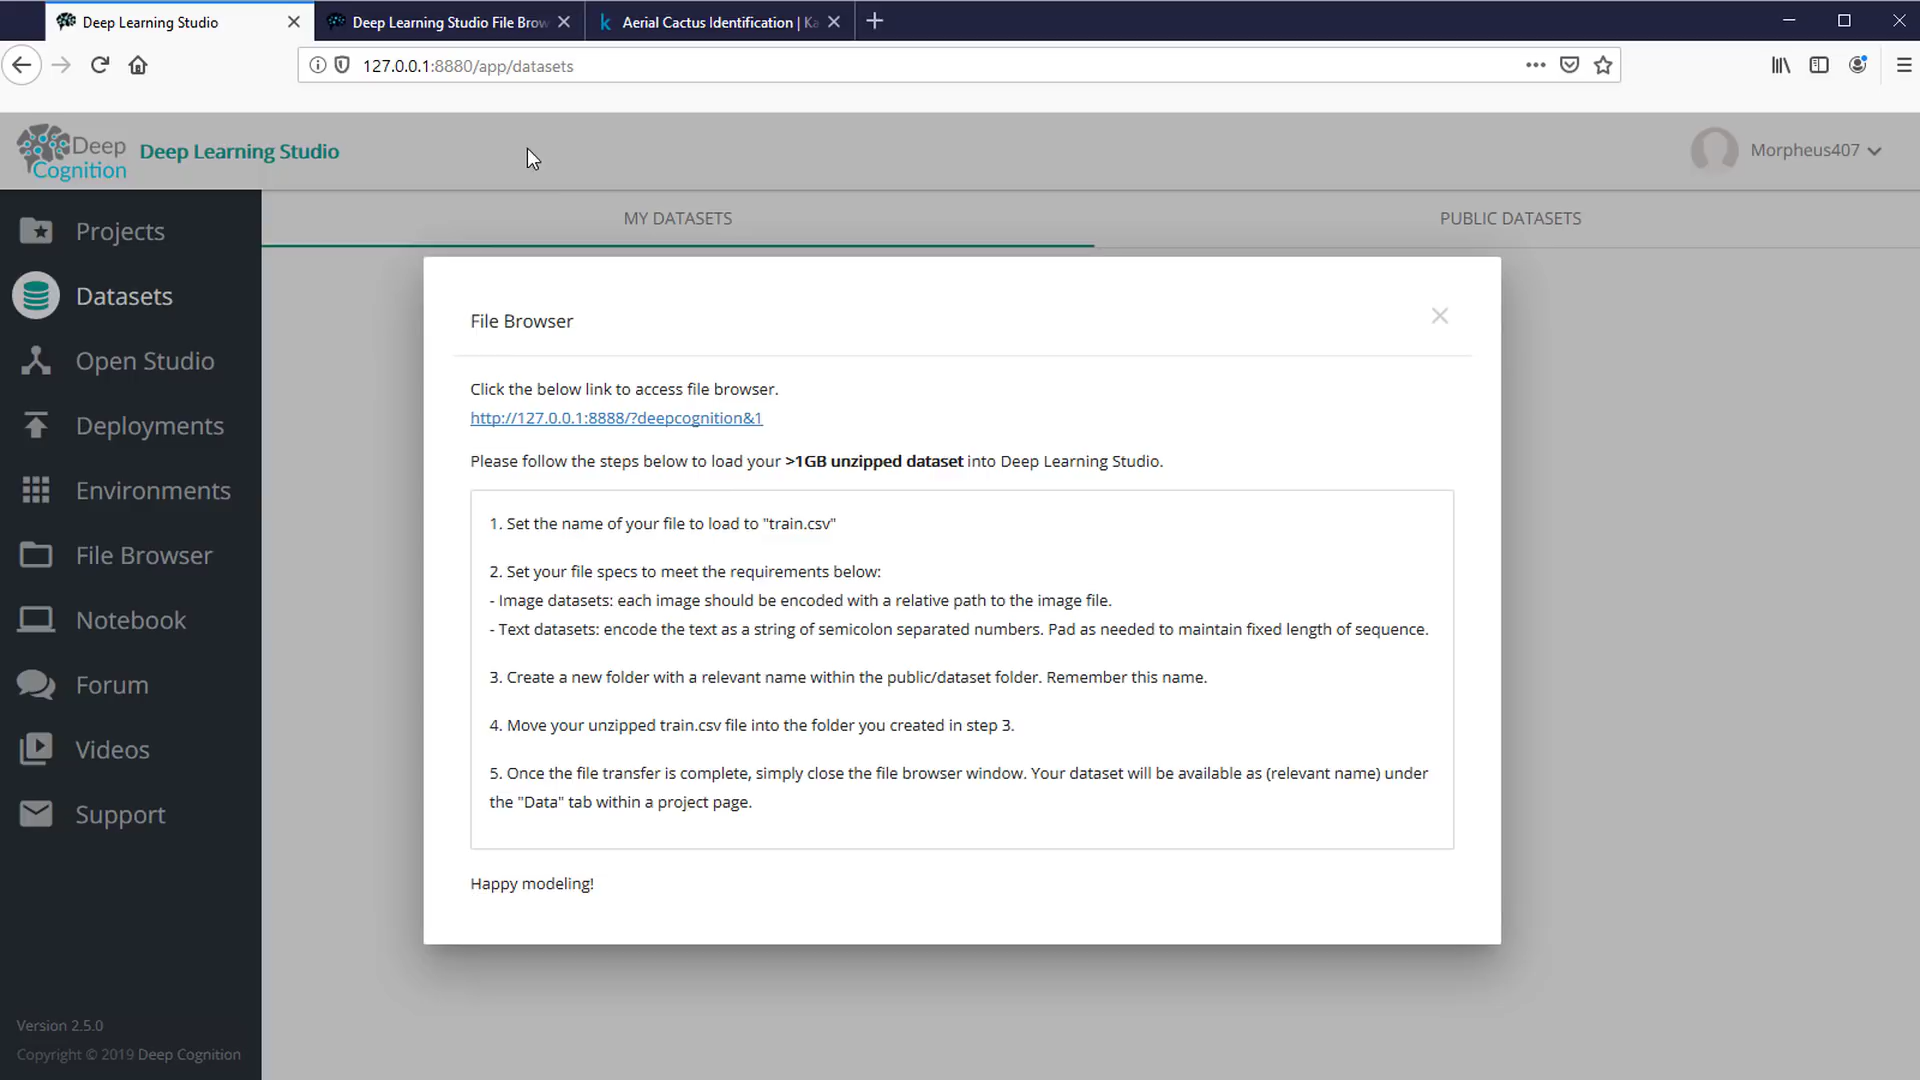 Deep Learning Studio
Deep Learning Studio File Brow
Aerial Cactus Identification | Ka
127.0.0.1:8880/app/datasets
Deep
Cognition
Deep Learning Studio
Morpheus407
Projects
Datasets
Open Studio
Deployments
Environments
File Browser
Notebook
Forum
Videos
Support
Version 2.5.0
Copyright © 2019 Deep Cognition
MY DATASETS
PUBLIC DATASETS
File Browser
Click the below link to access file browser.
http://127.0.0.1:8888/?deepcognition&1
Please follow the steps below to load your >1GB unzipped dataset into Deep Learning Studio.
1. Set the name of your file to load to "train.csv"
2. Set your file specs to meet the requirements below:
- Image datasets: each image should be encoded with a relative path to the image file.
- Text datasets: encode the text as a string of semicolon separated numbers. Pad as needed to maintain fixed length of sequence.
3. Create a new folder with a relevant name within the public/dataset folder. Remember this name.
4. Move your unzipped train.csv file into the folder you created in step 3.
5. Once the file transfer is complete, simply close the file browser window. Your dataset will be available as (relevant name) under
the "Data" tab within a project page.
Happy modeling!